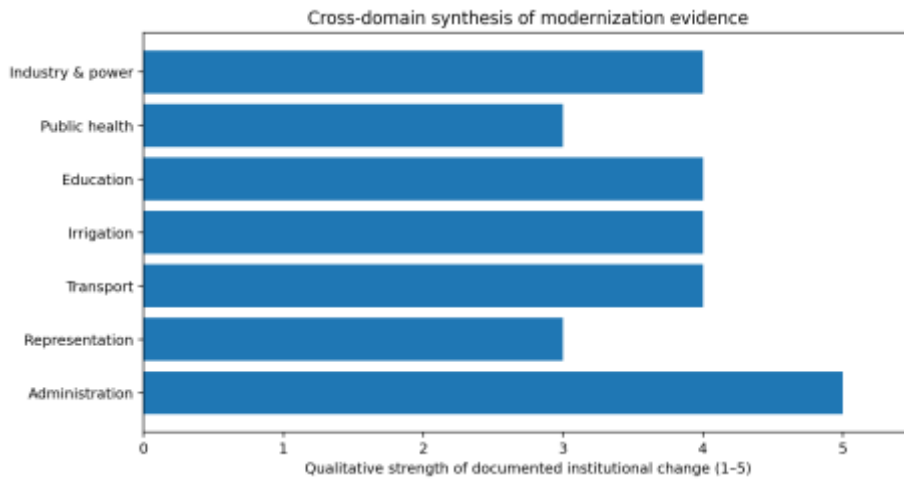 Cross-domain synthesis of modernization evidence
Industry & power
Public health
Education
Irrigation
Transport
Representation
Administration
0 1 2 3 4 5
Qualitative strength of documented institutional change (1–5)